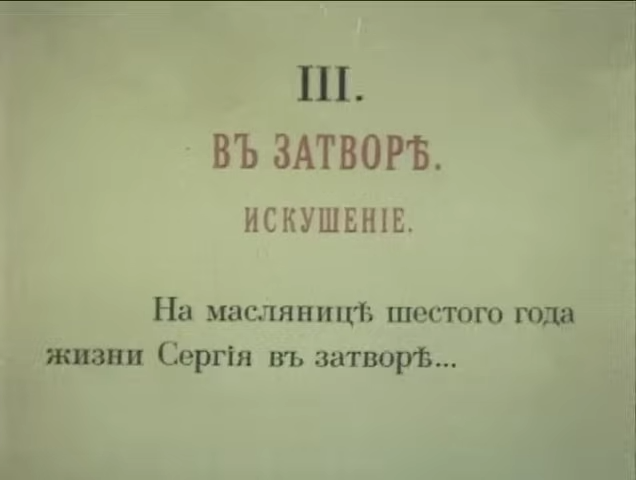 III.
ВЪ ЗАТВОРѢ.
ИСКУШЕНІЕ.
На масляницѣ шестого года
жизни Сергія въ затворѣ...